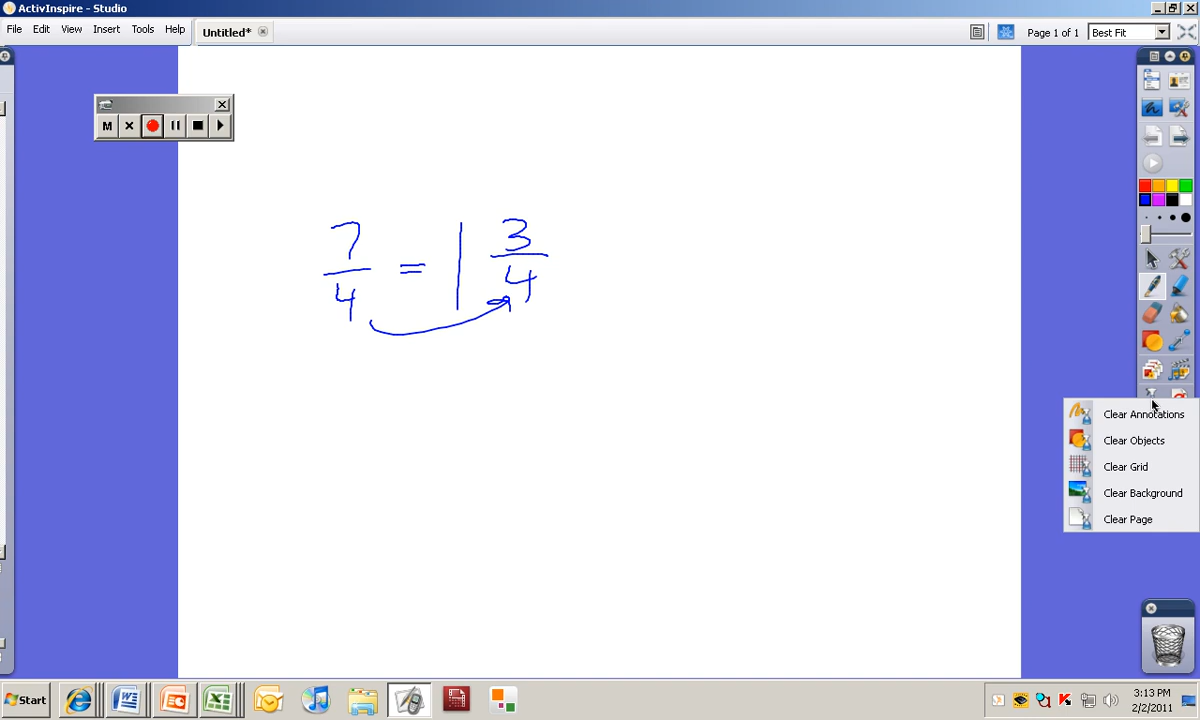 ActivInspire - Studio
File Edit View Insert Tools Help Untitled* Page 1 of 1 Best Fit
M
7/4 = 1 3/4
Clear Annotations
Clear Objects
Clear Grid
Clear Background
Clear Page
Start 3:13 PM
2/2/2011